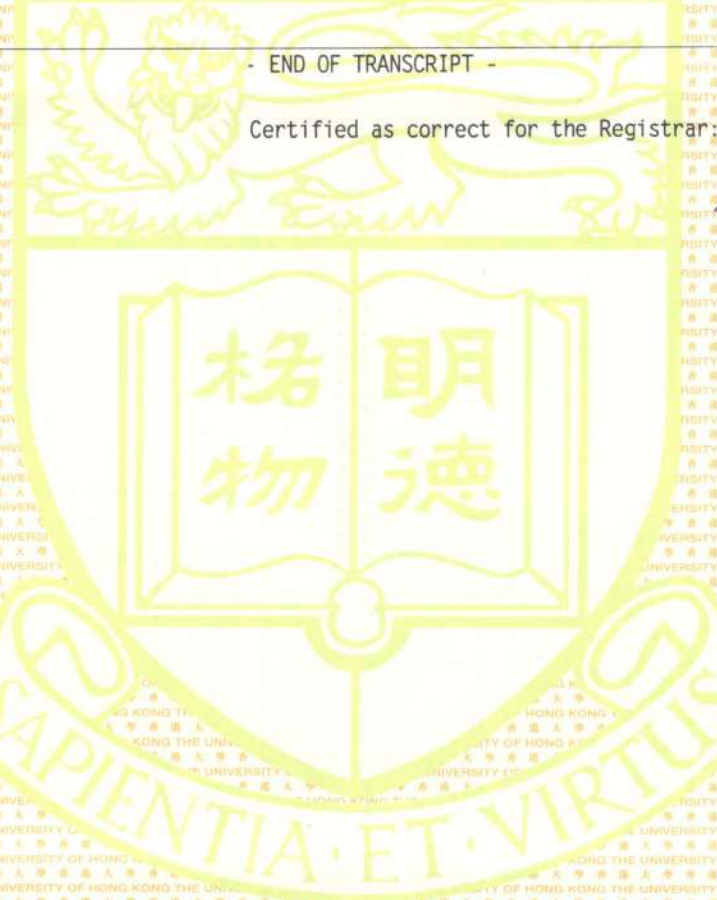 - END OF TRANSCRIPT -
Certified as correct for the Registrar:
明德
格物
SAPIENTIA·ET·VIRTUS